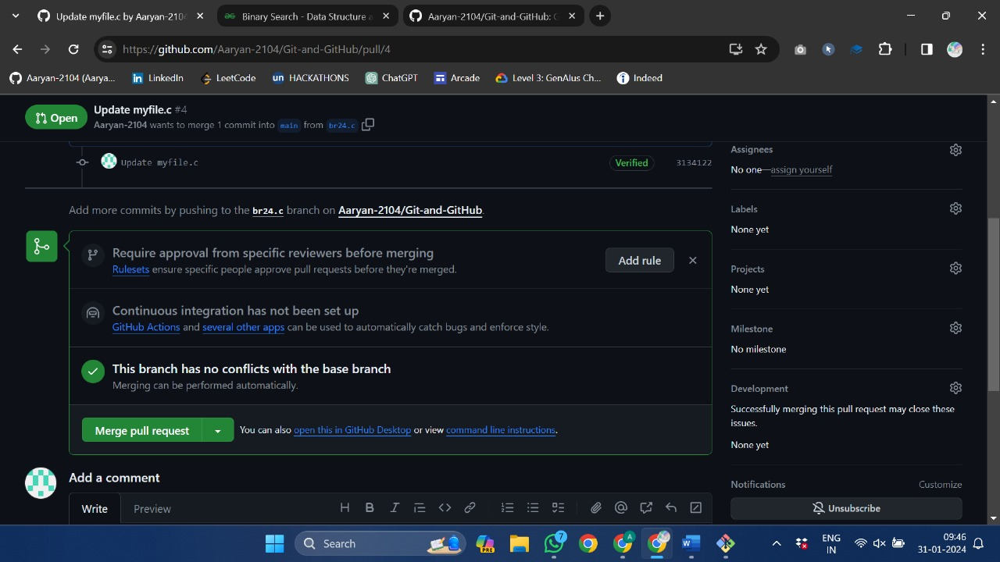 Update myfile.c by Aaryan-2104
Binary Search - Data Structure a
Aaryan-2104/Git-and-GitHub: G
https://github.com/Aaryan-2104/Git-and-GitHub/pull/4
Aaryan-2104 (Aarya...
LinkedIn
LeetCode
HACKATHONS
ChatGPT
Arcade
Level 3: GenAIus Ch...
Indeed
Open
Update myfile.c #4
Aaryan-2104 wants to merge 1 commit into main from br24.c
Update myfile.c
Verified
3134122
Add more commits by pushing to the br24.c branch on Aaryan-2104/Git-and-GitHub.
Require approval from specific reviewers before merging
Rulesets ensure specific people approve pull requests before they're merged.
Add rule
Continuous integration has not been set up
GitHub Actions and several other apps can be used to automatically catch bugs and enforce style.
This branch has no conflicts with the base branch
Merging can be performed automatically.
Merge pull request
You can also open this in GitHub Desktop or view command line instructions.
Add a comment
Write
Preview
Assignees
No one—assign yourself
Labels
None yet
Projects
None yet
Milestone
No milestone
Development
Successfully merging this pull request may close these
issues.
None yet
Notifications
Customize
Unsubscribe
Search
PRE
7
A
ENG
IN
09:46
31-01-2024